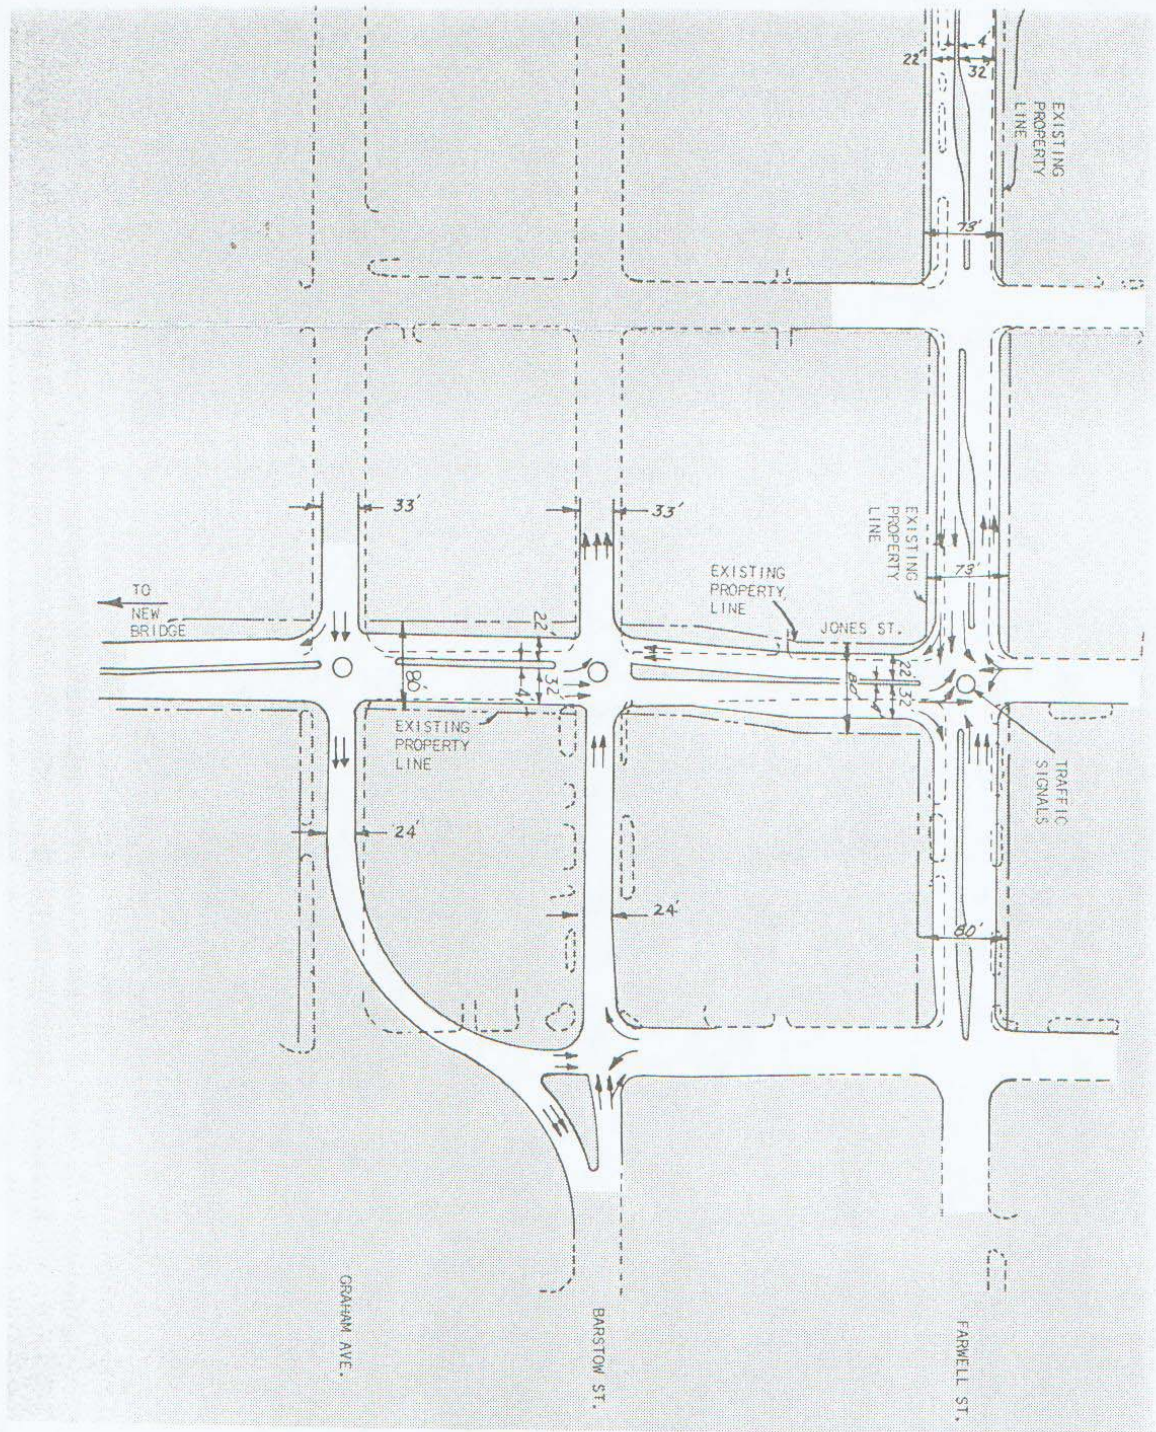 4'
22'
32'
EXISTING
PROPERTY
LINE
73'
33'
33'
EXISTING
PROPERTY
LINE
73'
EXISTING
PROPERTY
LINE
JONES ST.
TO
NEW
BRIDGE
22'
80'
32'
4'
22'
80'
32'
4'
EXISTING
PROPERTY
LINE
TRAFFIC
SIGNALS
24'
24'
80'
GRAHAM AVE.
BARSTOW ST.
FARWELL ST.